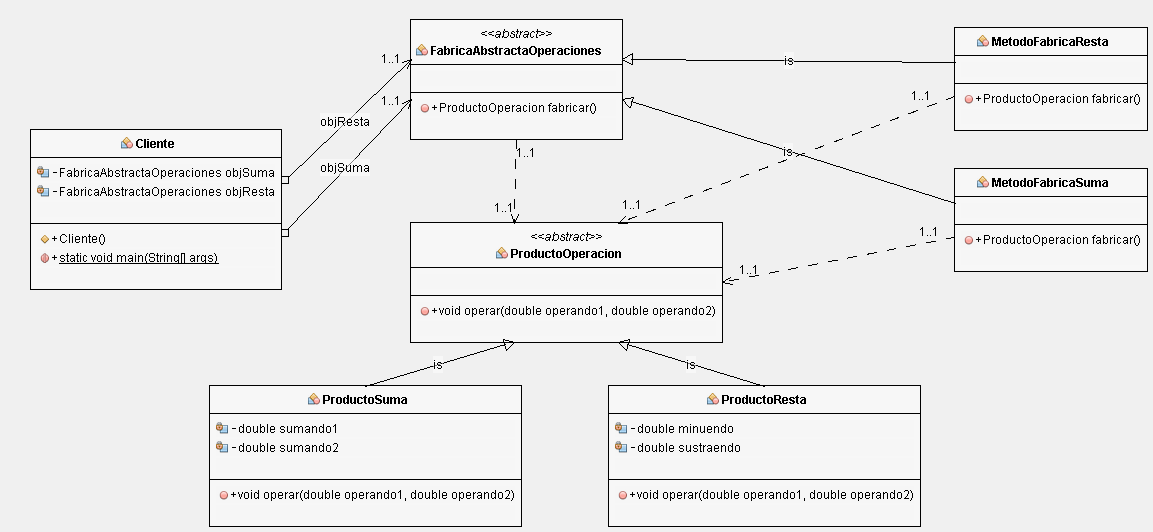 <<abstract>>
FabricaAbstractaOperaciones
+ProductoOperacion fabricar()
MetodoFabricaResta
+ProductoOperacion fabricar()
is
1..1
1..1
1..1
objResta
objSuma
Cliente
-FabricaAbstractaOperaciones objSuma
-FabricaAbstractaOperaciones objResta
+Cliente()
+static void main(String[] args)
is
MetodoFabricaSuma
+ProductoOperacion fabricar()
1..1
1..1
1..1
1..1
1..1
<<abstract>>
ProductoOperacion
+void operar(double operando1, double operando2)
is
is
ProductoSuma
-double sumando1
-double sumando2
+void operar(double operando1, double operando2)
ProductoResta
-double minuendo
-double sustraendo
+void operar(double operando1, double operando2)